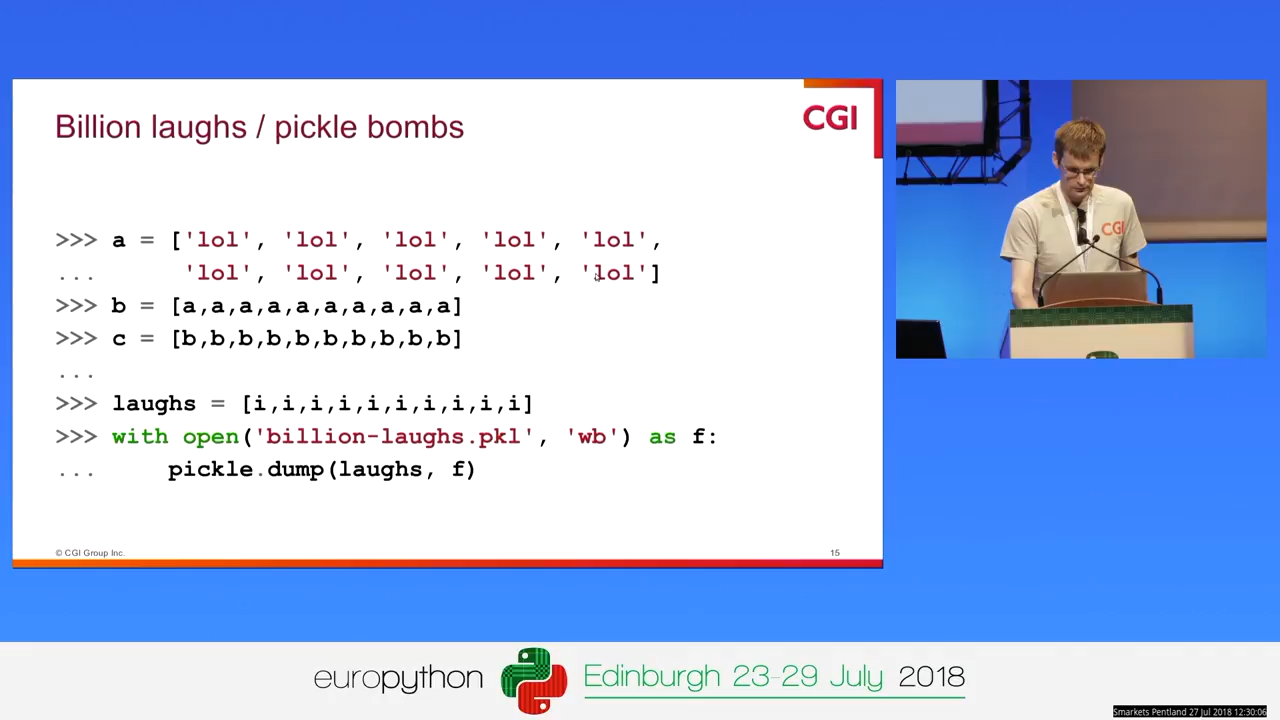 Billion laughs / pickle bombs
CGI
>>> a = ['lol', 'lol', 'lol', 'lol', 'lol',
... 'lol', 'lol', 'lol', 'lol', 'lol']
>>> b = [a,a,a,a,a,a,a,a,a,a]
>>> c = [b,b,b,b,b,b,b,b,b,b]
...
>>> laughs = [i,i,i,i,i,i,i,i,i,i]
>>> with open('billion-laughs.pkl', 'wb') as f:
... pickle.dump(laughs, f)
© CGI Group Inc.
15
CGI
europython Edinburgh 23-29 July 2018
Smarkets Pentland 27 Jul 2018 12:30:06